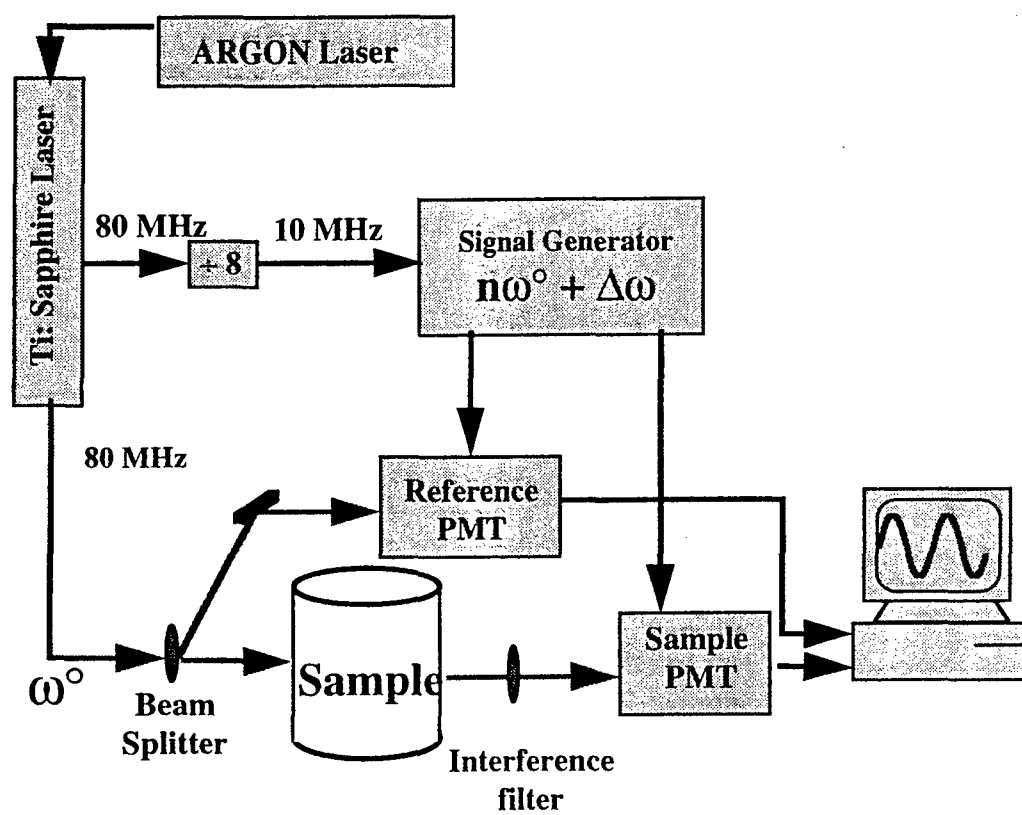 ARGON Laser
Ti: Sapphire Laser
80 MHz
÷ 8
10 MHz
Signal Generator
nω° + Δω
80 MHz
Reference
PMT
Sample
Sample
PMT
ω°
Beam
Splitter
Interference
filter